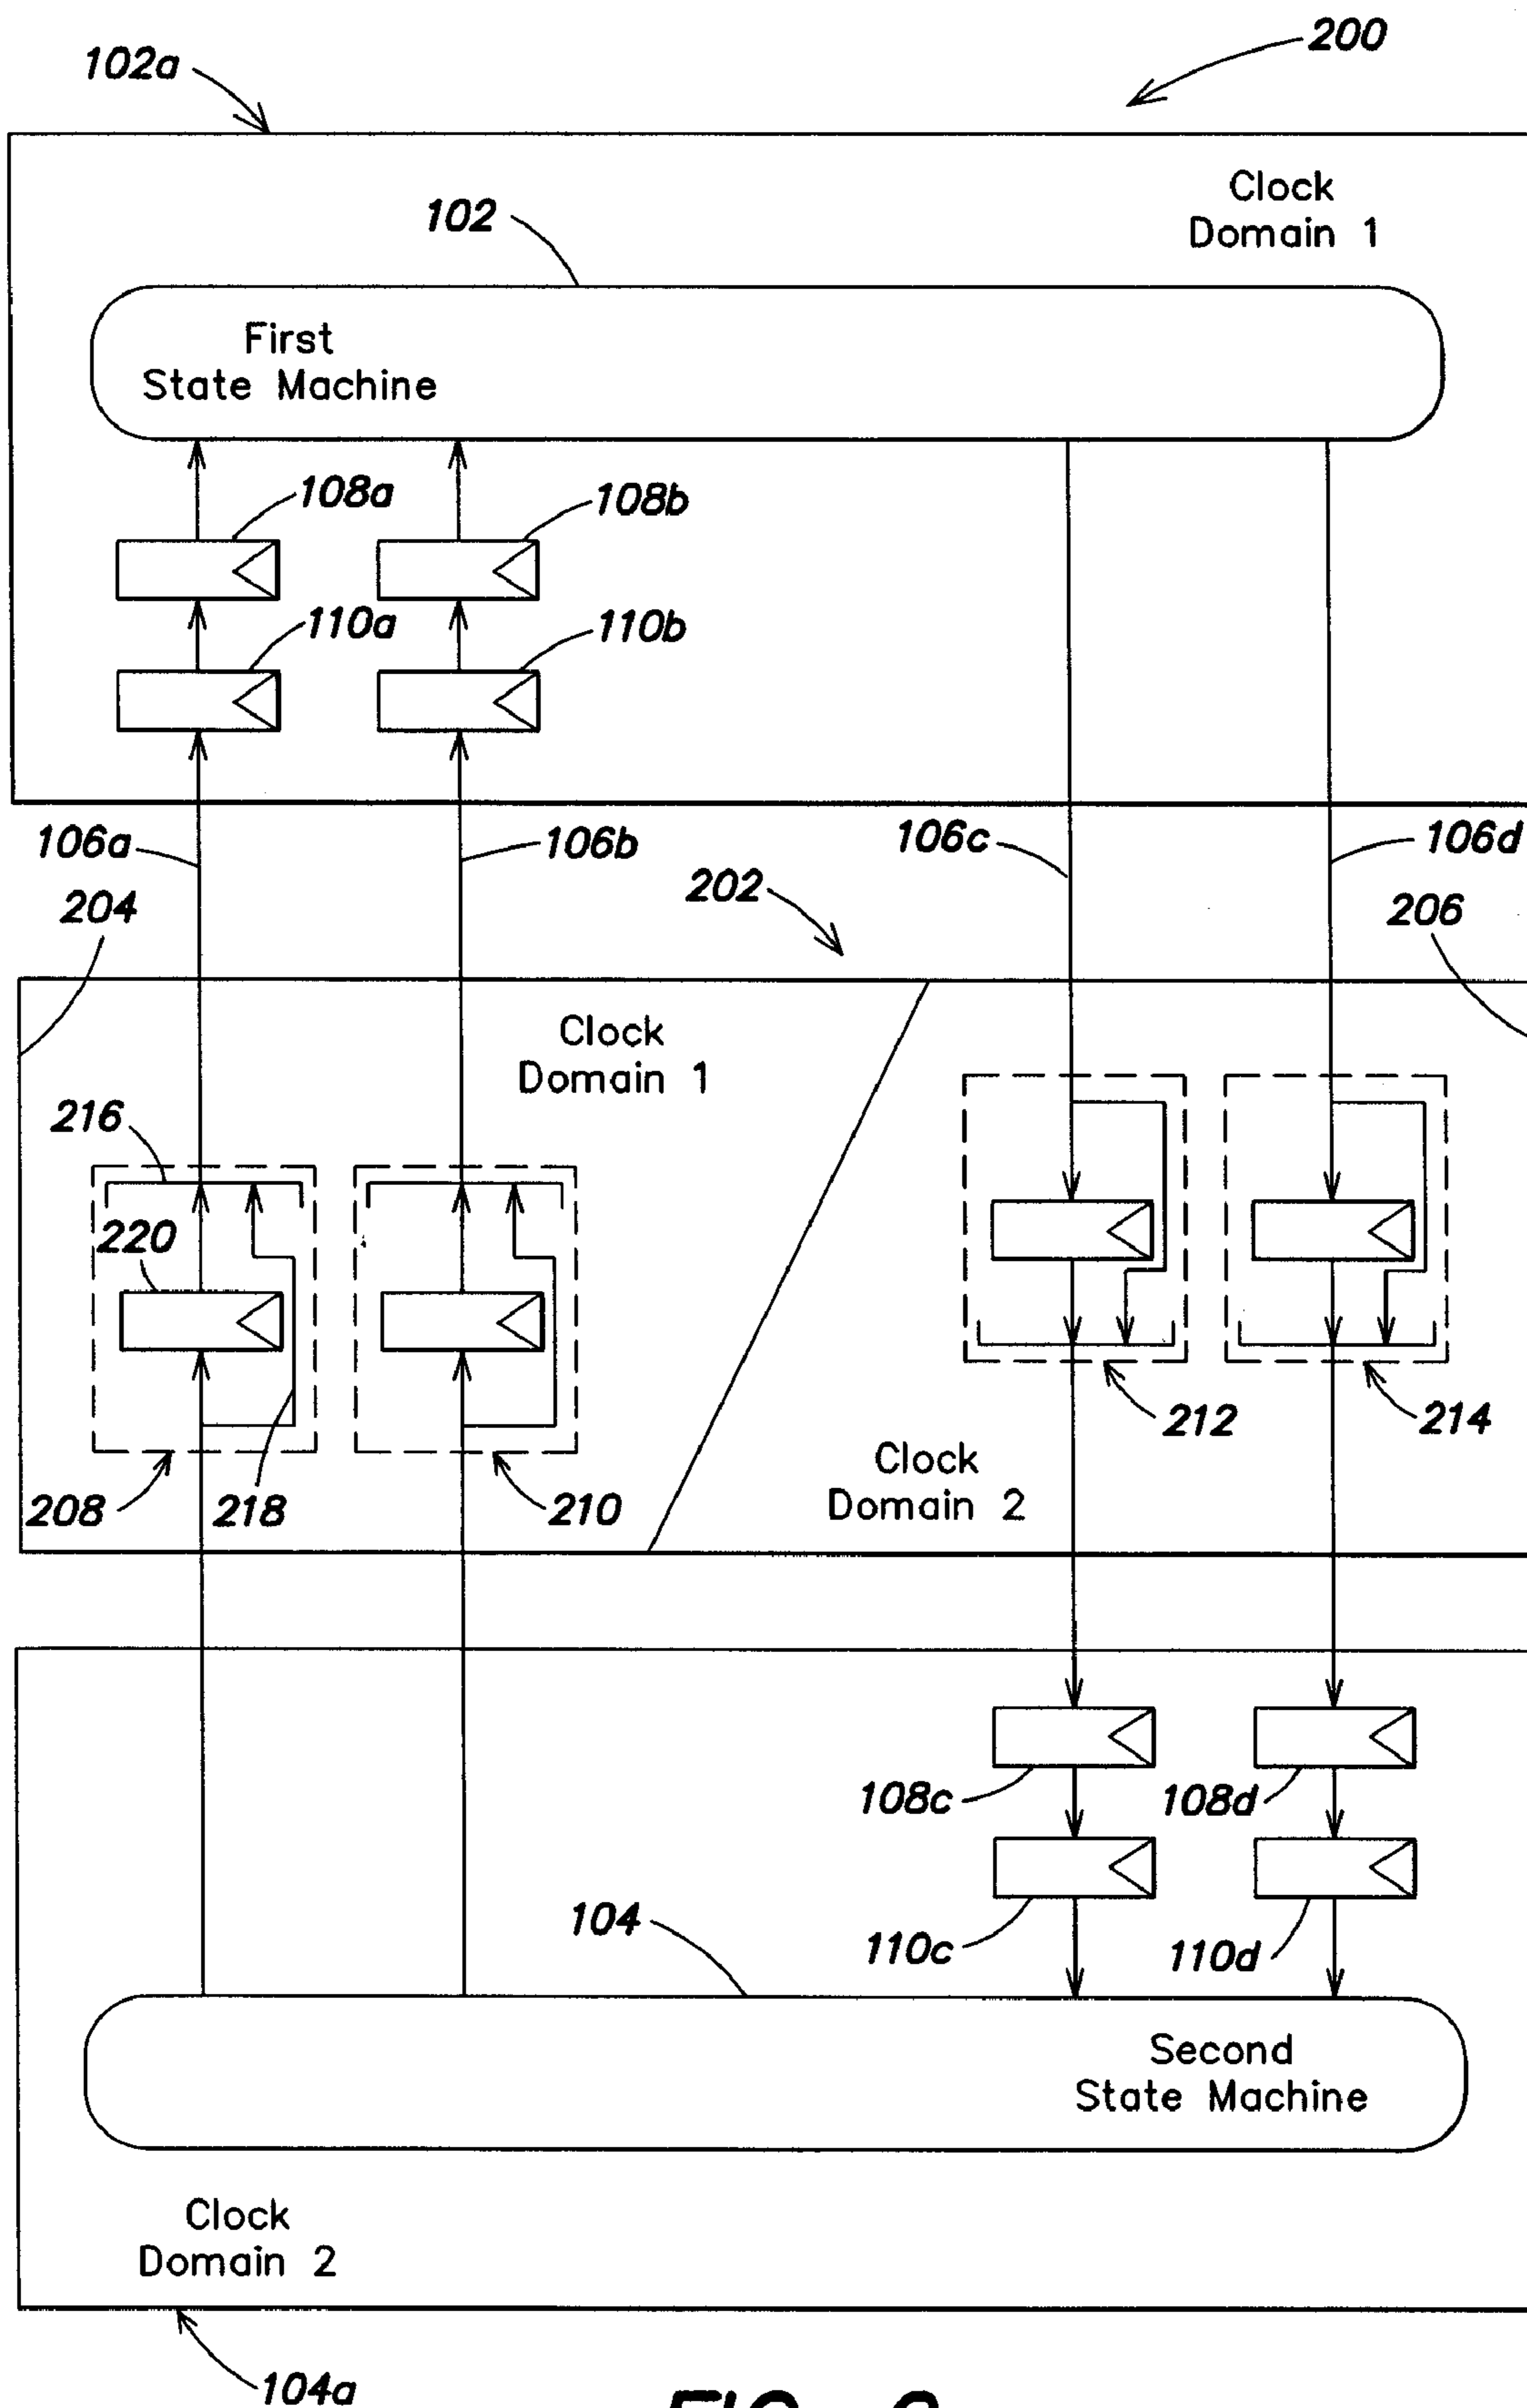 200
102a
Clock
Domain 1
102
First
State Machine
108a
108b
110a
110b
106a
106b
106c
106d
204
202
206
Clock
Domain 1
216
220
212
214
Clock
Domain 2
208
218
210
108c
108d
104
110c
110d
Second
State Machine
Clock
Domain 2
104a